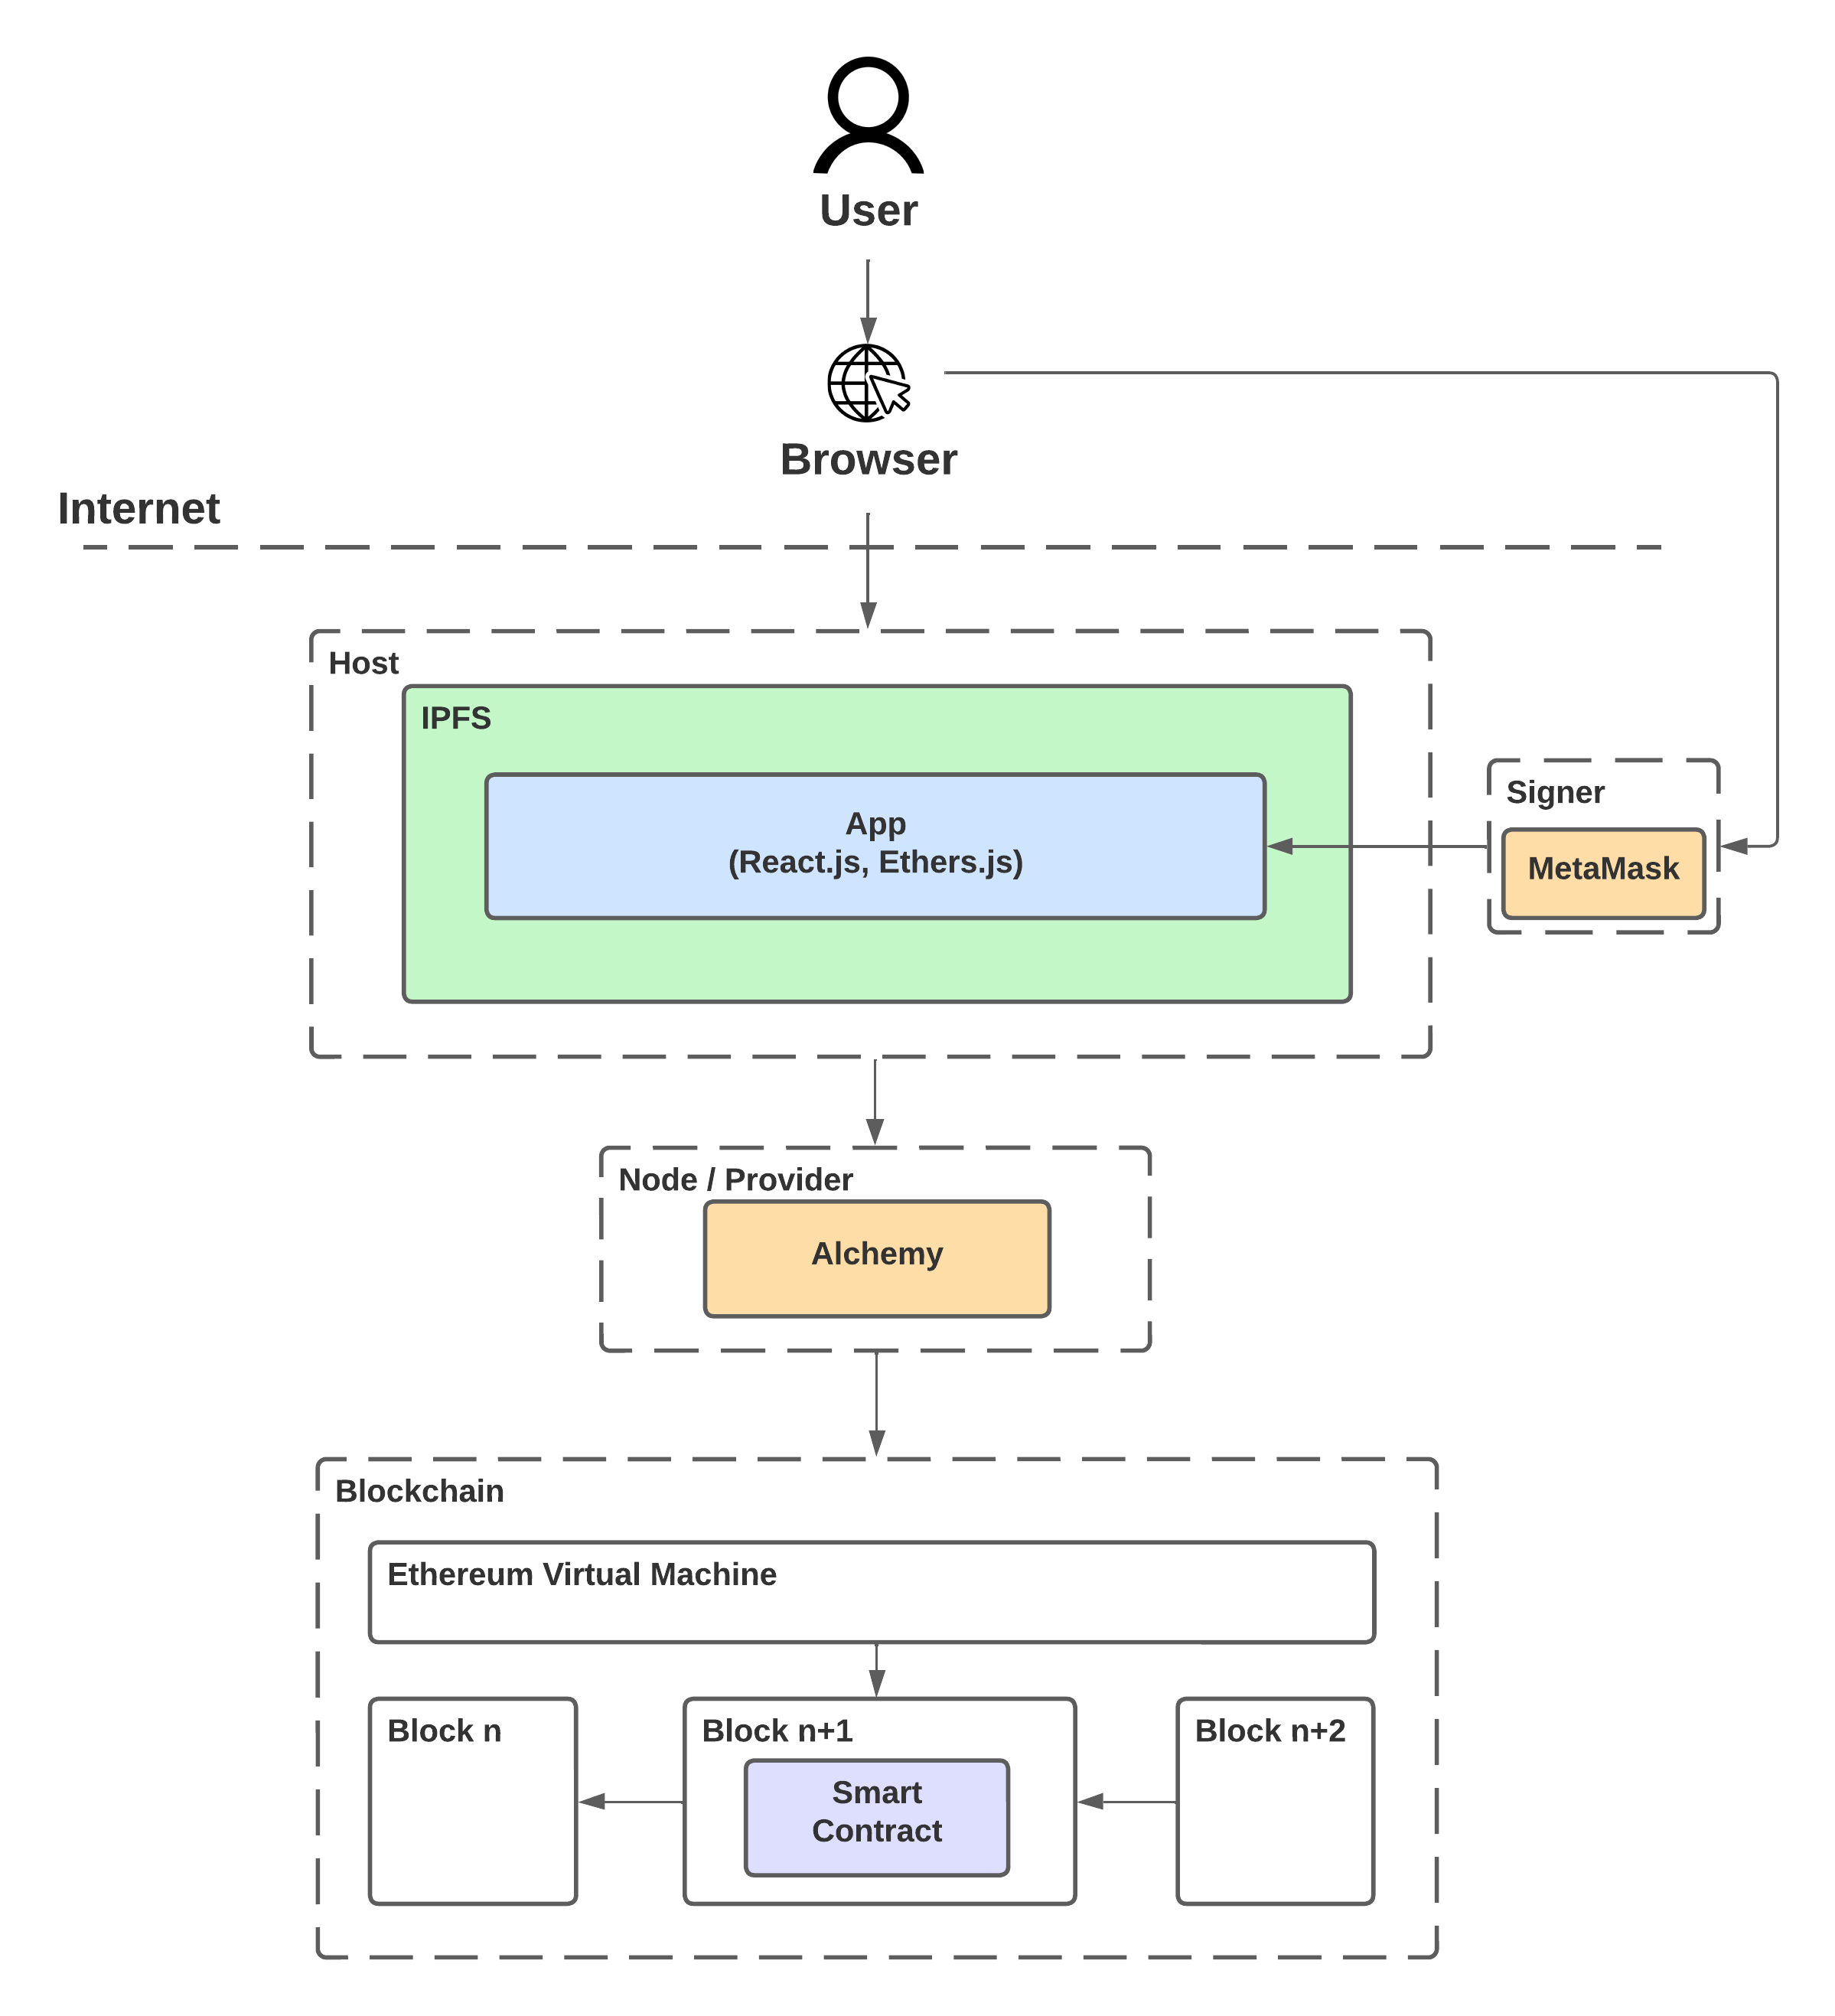 User
Browser
Internet
Host
IPFS
App
(React.js, Ethers.js)
Signer
MetaMask
Node / Provider
Alchemy
Blockchain
Ethereum Virtual Machine
Block n
Block n+1
Smart
Contract
Block n+2